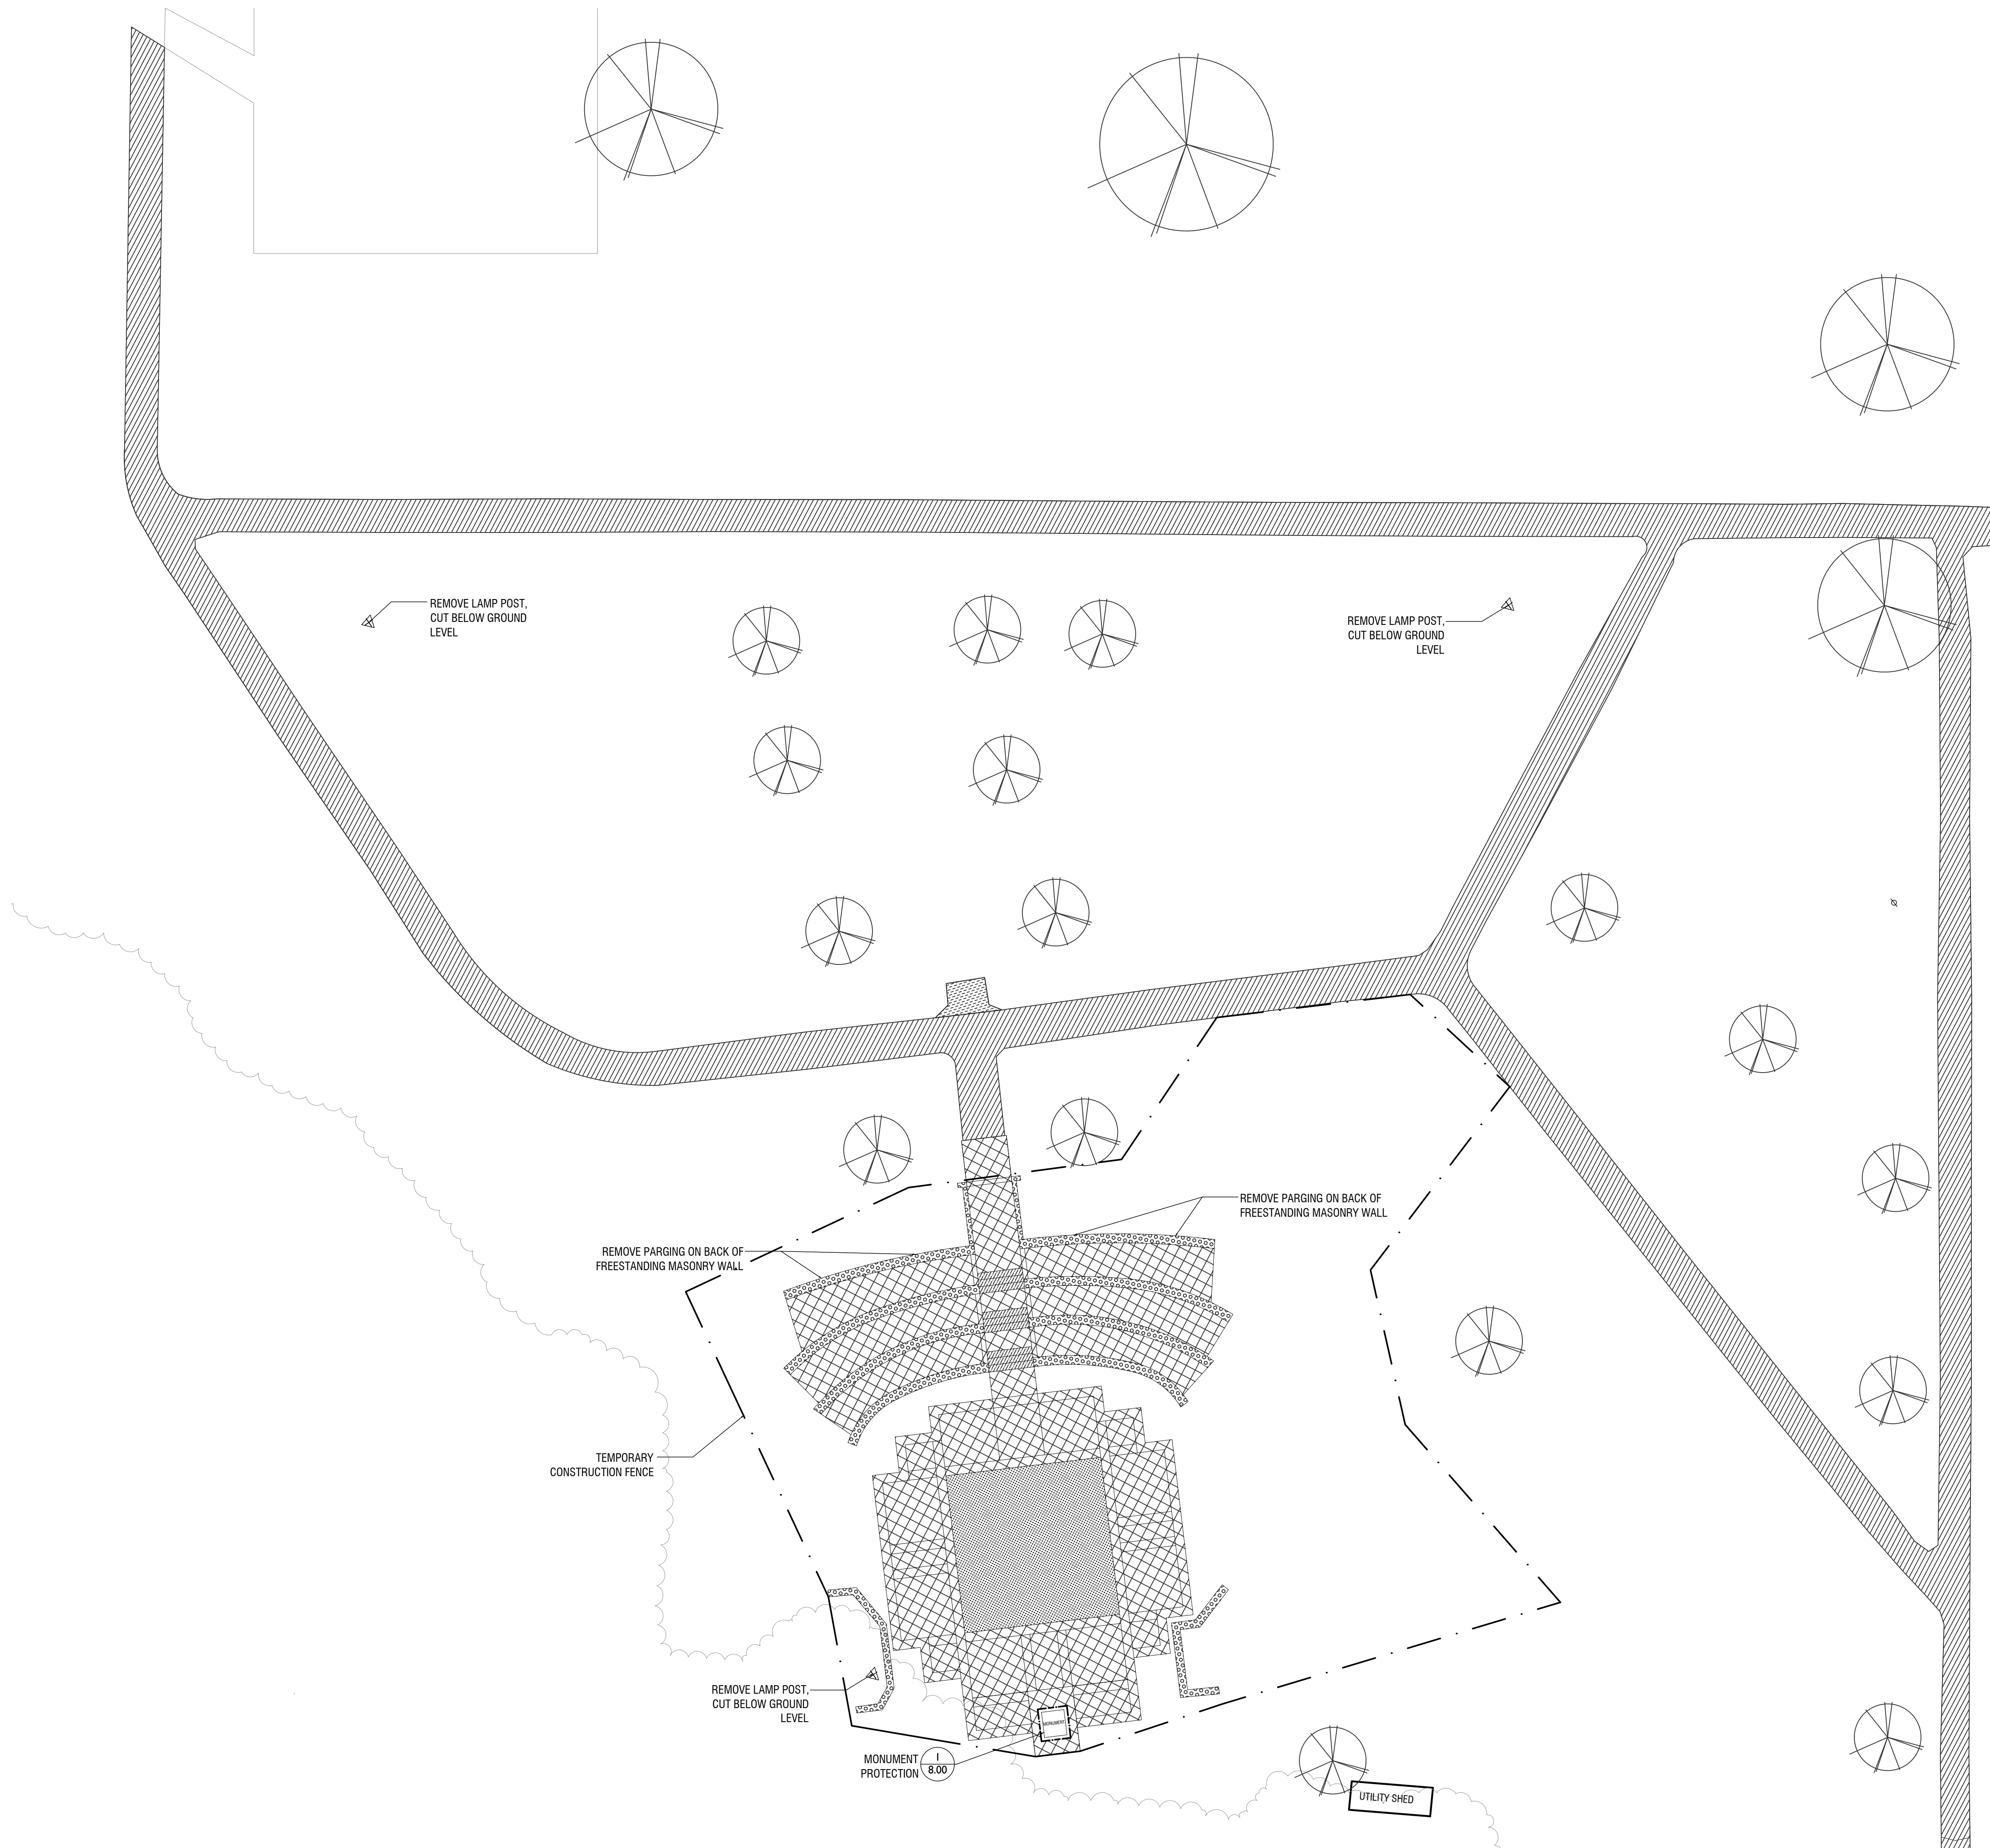 REMOVE LAMP POST,
CUT BELOW GROUND
LEVEL
REMOVE LAMP POST,
CUT BELOW GROUND
LEVEL
REMOVE PARGING ON BACK OF
FREESTANDING MASONRY WALL
REMOVE PARGING ON BACK OF
FREESTANDING MASONRY WALL
TEMPORARY
CONSTRUCTION FENCE
REMOVE LAMP POST,
CUT BELOW GROUND
LEVEL
MONUMENT
MONUMENT
PROTECTION
I
8.00
UTILITY SHED